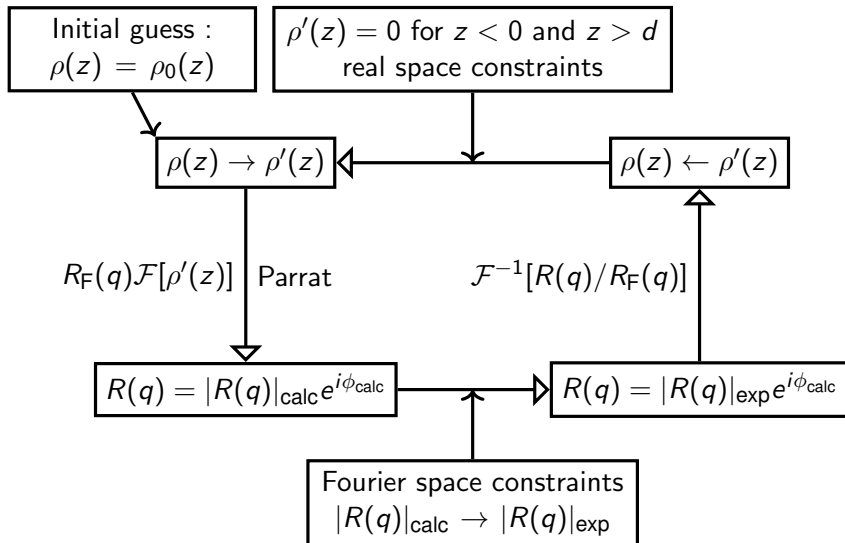 Initial guess :
ρ(z) = ρ₀(z)
ρ′(z) = 0 for z < 0 and z > d
real space constraints
ρ(z) → ρ′(z)
ρ(z) ← ρ′(z)
R_F(q)ℱ[ρ′(z)]
Parrat
ℱ⁻¹[R(q)/R_F(q)]
R(q) = |R(q)|_calc e^{iϕ_calc}
R(q) = |R(q)|_exp e^{iϕ_calc}
Fourier space constraints
|R(q)|_calc → |R(q)|_exp